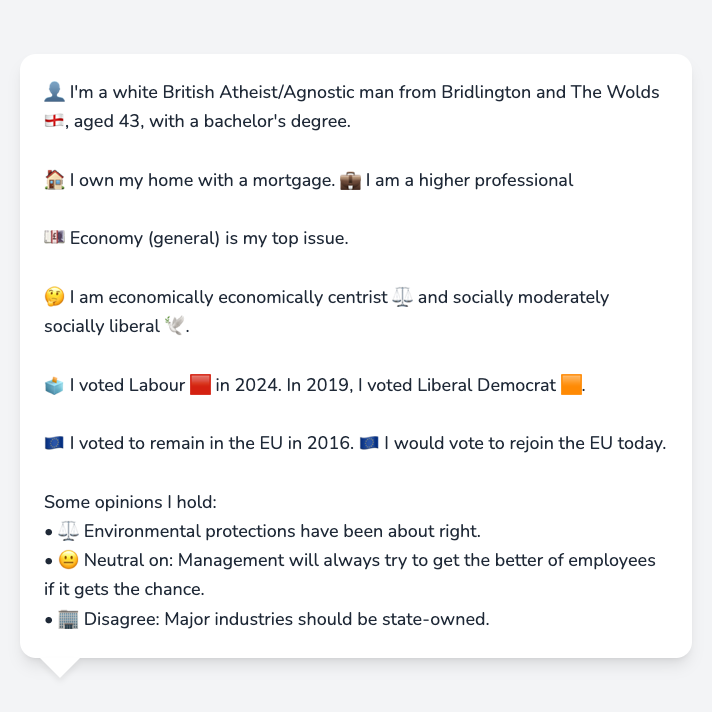 👤 I'm a white British Atheist/Agnostic man from Bridlington and The Wolds
🏴󠁧󠁢󠁥󠁮󠁧󠁿, aged 43, with a bachelor's degree.
🏠 I own my home with a mortgage. 💼 I am a higher professional
💷 Economy (general) is my top issue.
🤔 I am economically economically centrist ⚖️ and socially moderately
socially liberal 🕊️.
🗳️ I voted Labour 🟥 in 2024. In 2019, I voted Liberal Democrat 🟧.
🇪🇺 I voted to remain in the EU in 2016. 🇪🇺 I would vote to rejoin the EU today.
Some opinions I hold:
• ⚖️ Environmental protections have been about right.
• 😐 Neutral on: Management will always try to get the better of employees
if it gets the chance.
• 🏢 Disagree: Major industries should be state-owned.